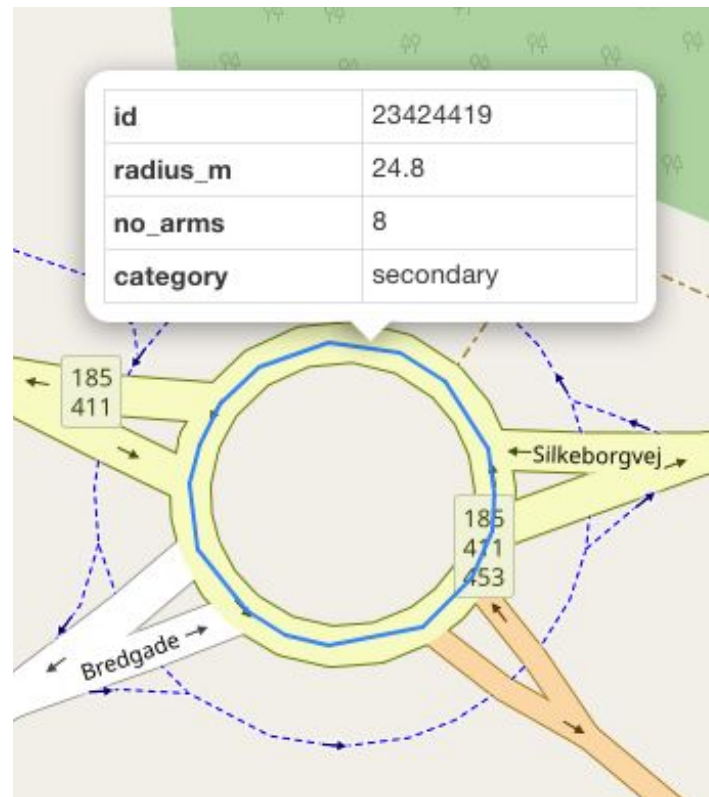 id 23424419
radius_m 24.8
no_arms 8
category secondary
185
411
Silkeborgvej
185
411
453
Bredgade